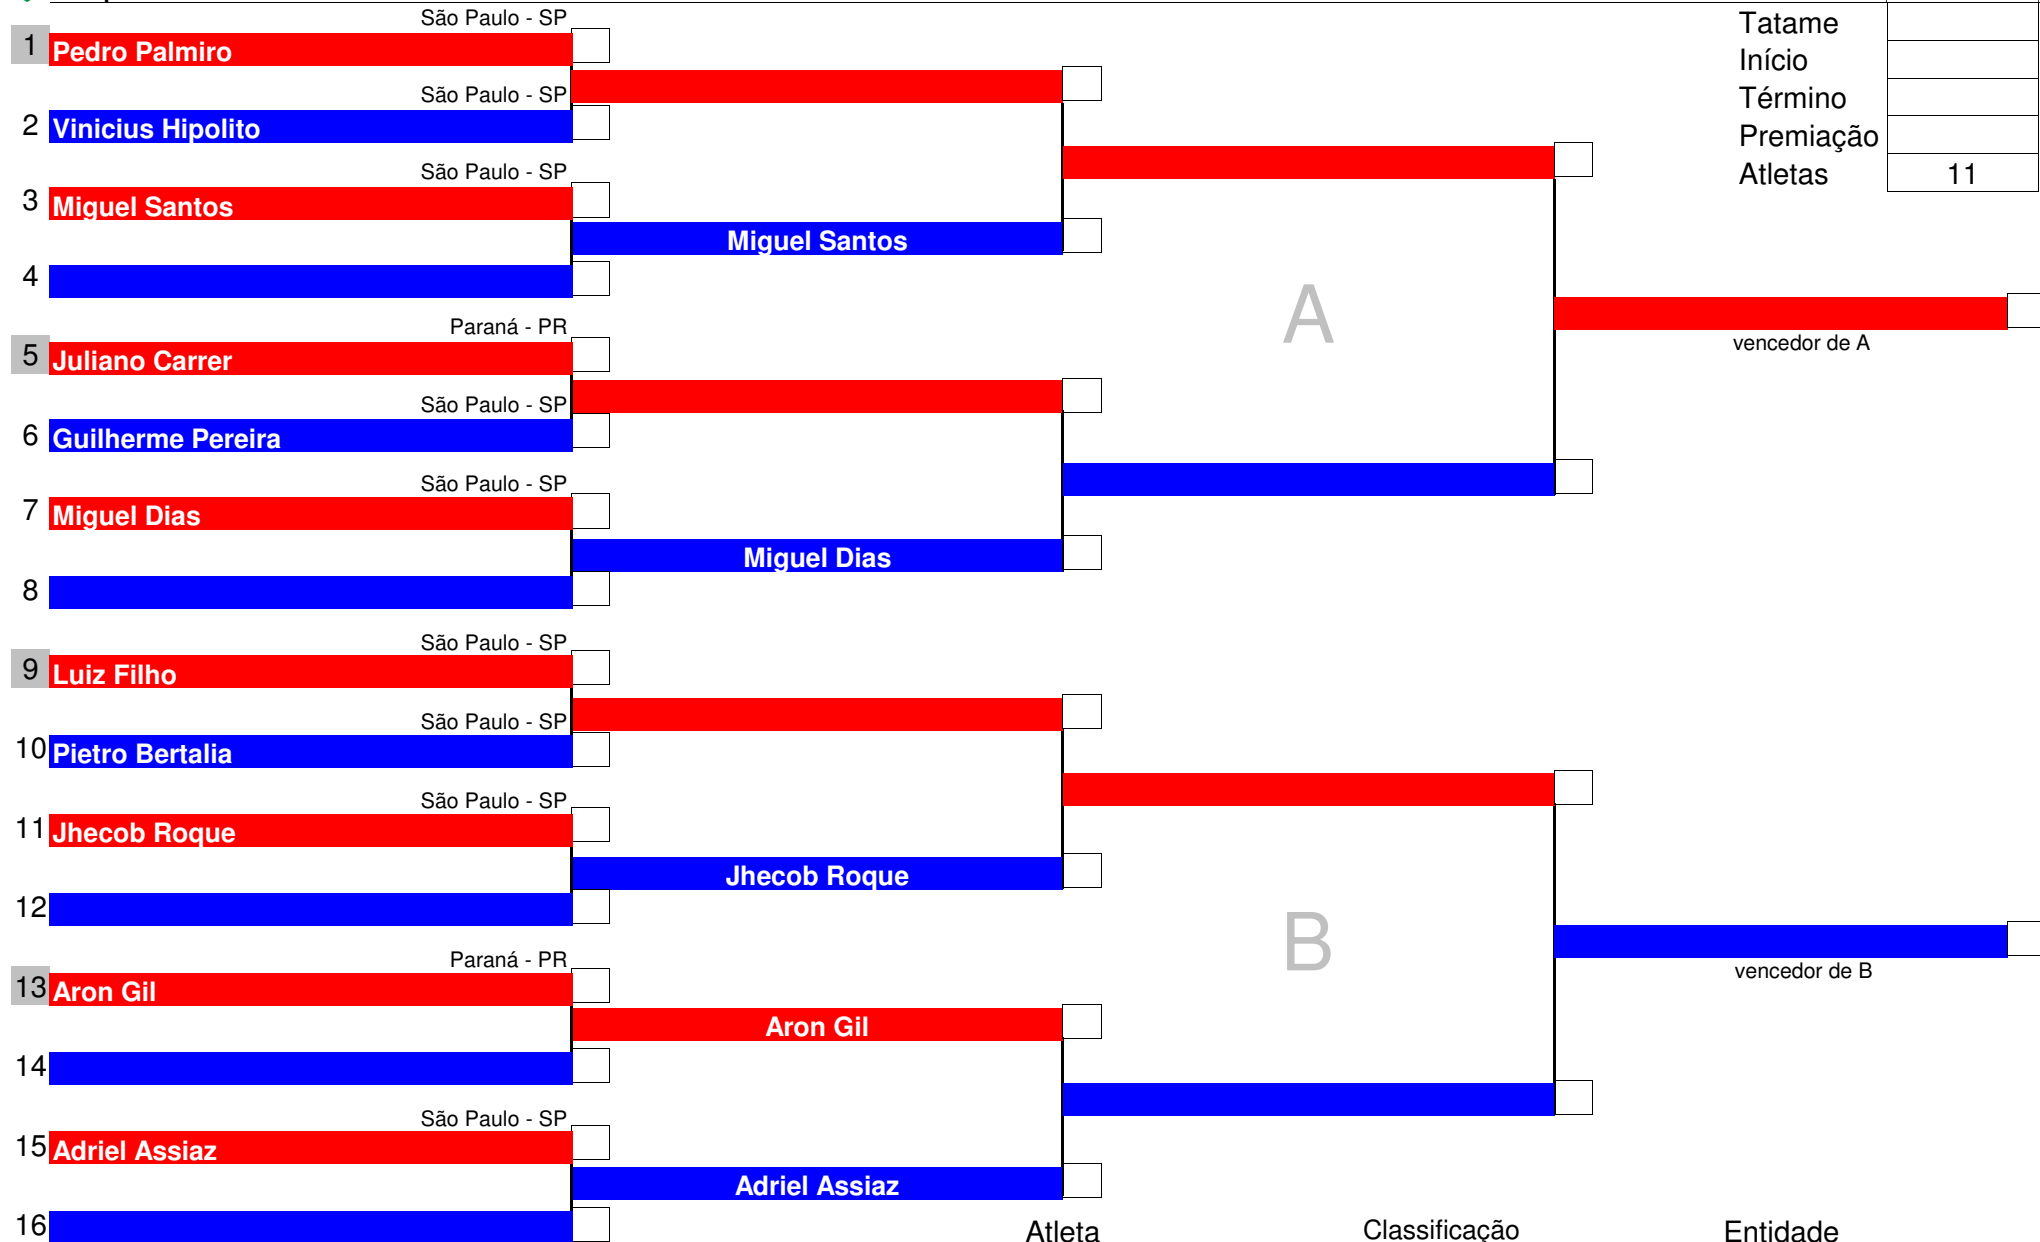 São Paulo - SP
1 Pedro Palmiro
São Paulo - SP
2 Vinicius Hipolito
São Paulo - SP
3 Miguel Santos
Miguel Santos
4
Paraná - PR
5 Juliano Carrer
São Paulo - SP
6 Guilherme Pereira
São Paulo - SP
7 Miguel Dias
Miguel Dias
8
São Paulo - SP
9 Luiz Filho
São Paulo - SP
10 Pietro Bertalia
São Paulo - SP
11 Jhecob Roque
Jhecob Roque
12
Paraná - PR
13 Aron Gil
Aron Gil
14
São Paulo - SP
15 Adriel Assiaz
Adriel Assiaz
16
A
B
Tatame
Início
Término
Premiação
Atletas 11
vencedor de A
vencedor de B
Atleta Classificação Entidade